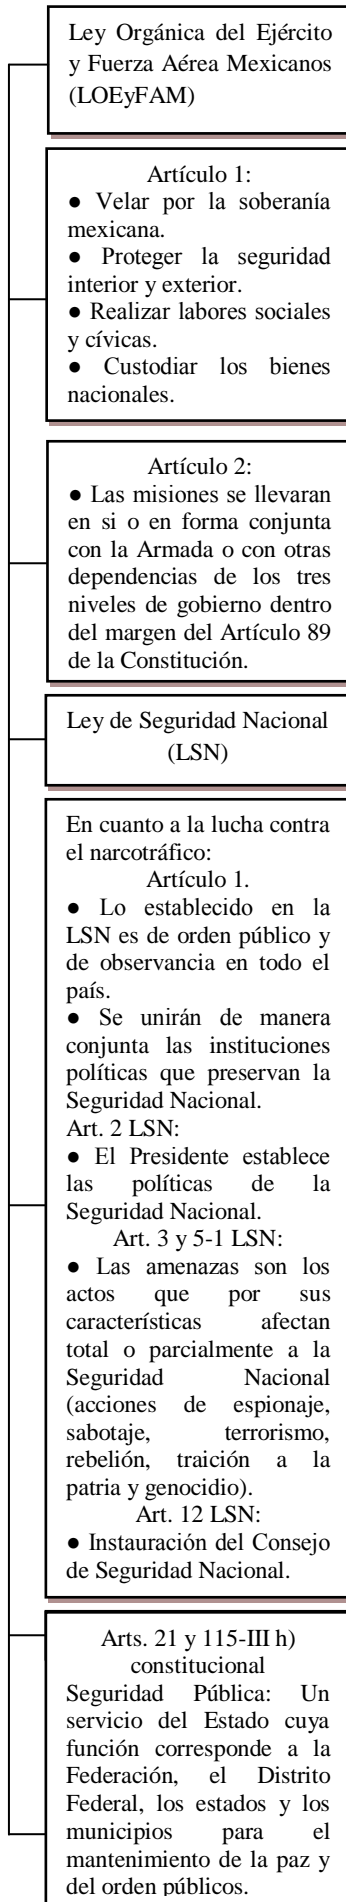 Ley Orgánica del Ejército
y Fuerza Aérea Mexicanos
(LOEyFAM)
Artículo 1:
● Velar por la soberanía
mexicana.
● Proteger la seguridad
interior y exterior.
● Realizar labores sociales
y cívicas.
● Custodiar los bienes
nacionales.
Artículo 2:
● Las misiones se llevaran
en si o en forma conjunta
con la Armada o con otras
dependencias de los tres
niveles de gobierno dentro
del margen del Artículo 89
de la Constitución.
Ley de Seguridad Nacional
(LSN)
En cuanto a la lucha contra
el narcotráfico:
Artículo 1.
● Lo establecido en la
LSN es de orden público y
de observancia en todo el
país.
● Se unirán de manera
conjunta las instituciones
políticas que preservan la
Seguridad Nacional.
Art. 2 LSN:
● El Presidente establece
las políticas de la
Seguridad Nacional.
Art. 3 y 5-1 LSN:
● Las amenazas son los
actos que por sus
características afectan
total o parcialmente a la
Seguridad Nacional
(acciones de espionaje,
sabotaje, terrorismo,
rebelión, traición a la
patria y genocidio).
Art. 12 LSN:
● Instauración del Consejo
de Seguridad Nacional.
Arts. 21 y 115-III h)
constitucional
Seguridad Pública: Un
servicio del Estado cuya
función corresponde a la
Federación, el Distrito
Federal, los estados y los
municipios para el
mantenimiento de la paz y
del orden públicos.